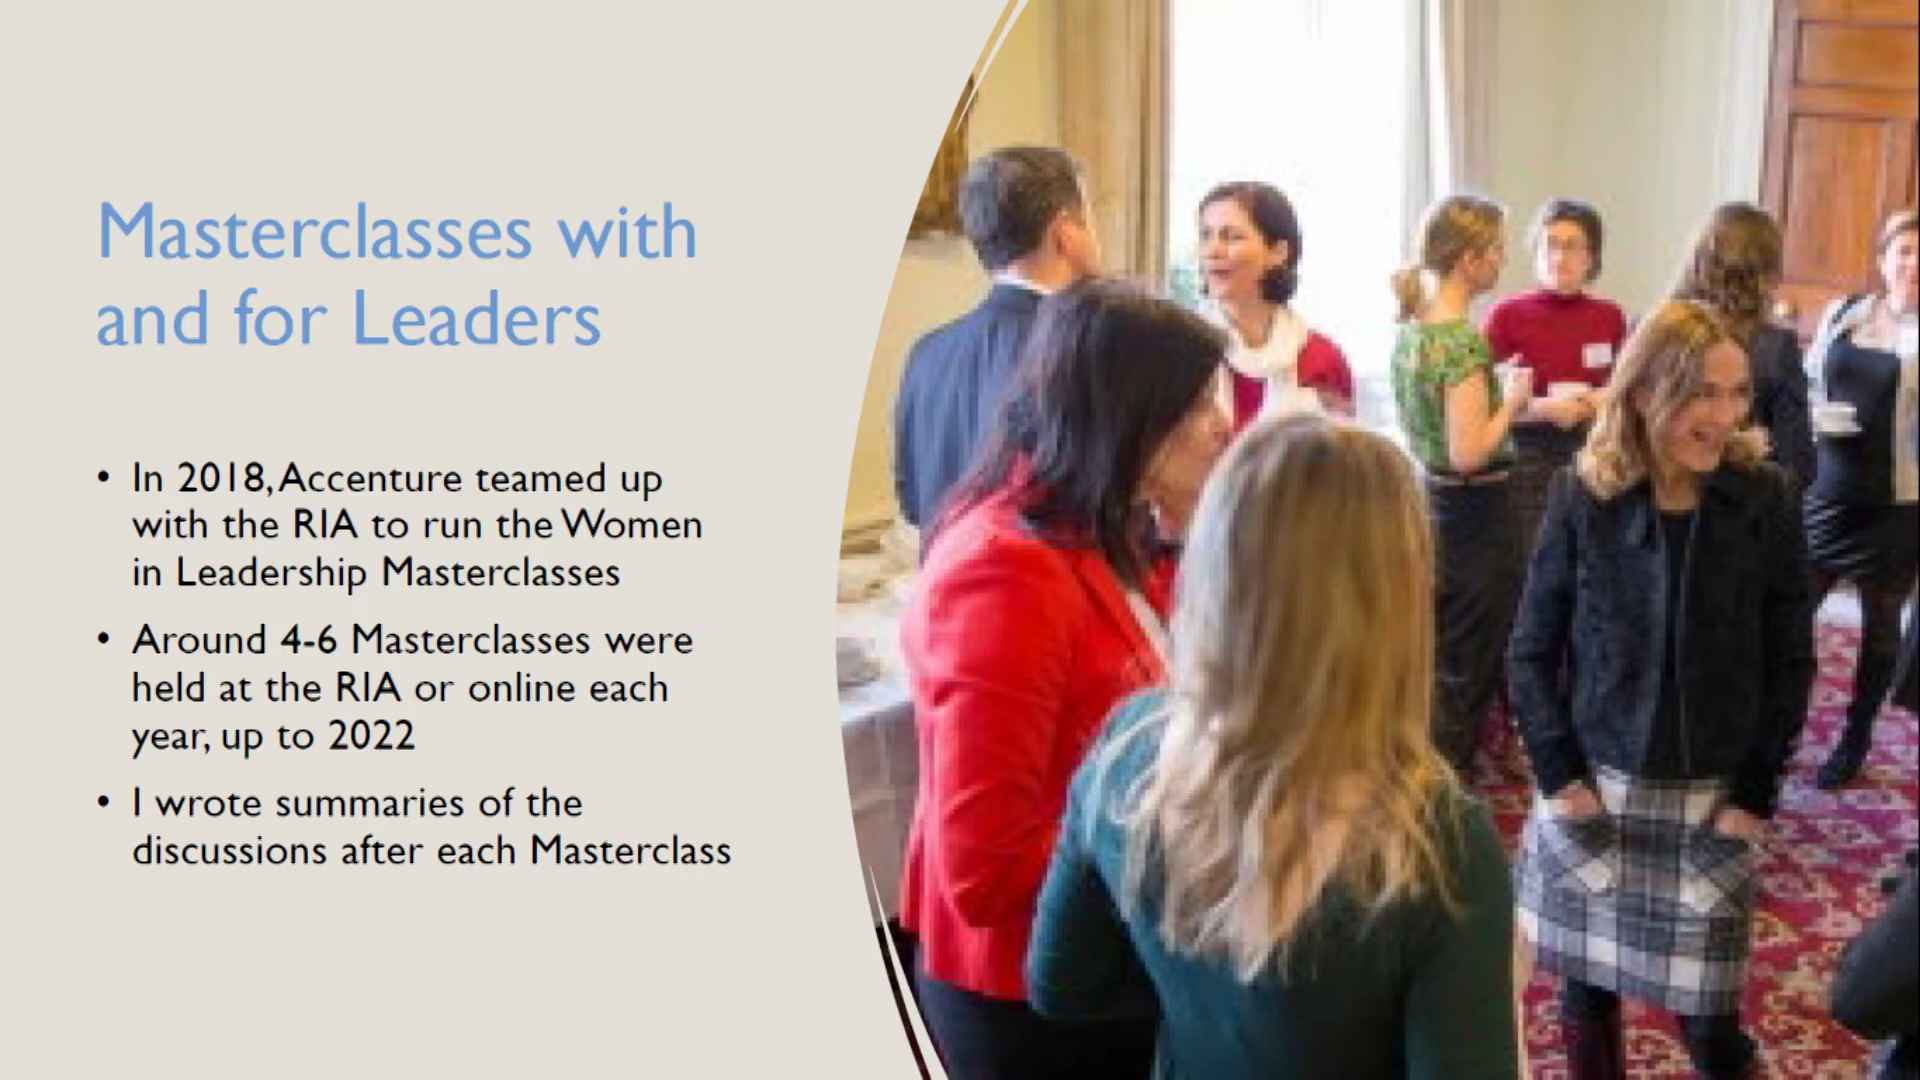 Masterclasses with
and for Leaders
• In 2018, Accenture teamed up
with the RIA to run the Women
in Leadership Masterclasses
• Around 4-6 Masterclasses were
held at the RIA or online each
year, up to 2022
• I wrote summaries of the
discussions after each Masterclass